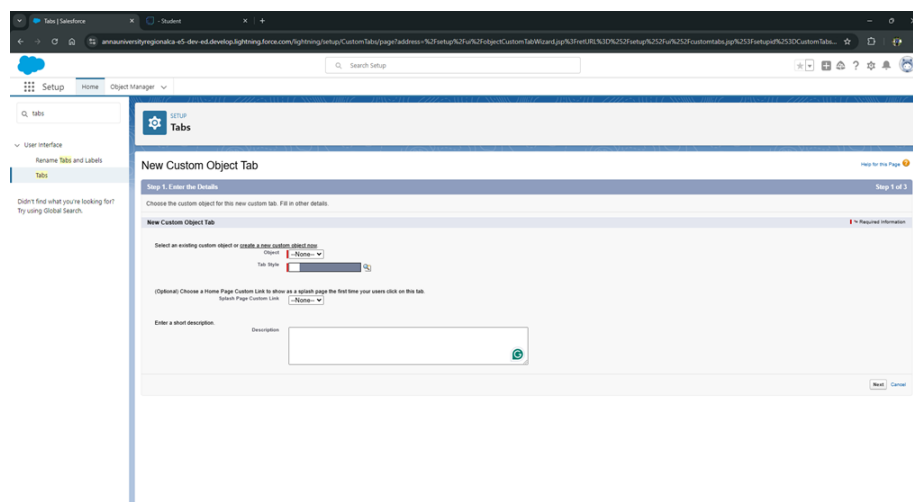 Tabs | Salesforce
- Student
annauniversityregionalca-e5-dev-ed.develop.lightning.force.com/lightning/setup/CustomTabs/page?address=%2Fsetup%2Fui%2FobjectCustomTabWizard.jsp%3FretURL%3D%252Fsetup%252Fui%252Fcustomtabs.jsp%253Fsetupid%253DCustomTabs...
Search Setup
Setup
Home
Object Manager
tabs
SETUP
Tabs
User Interface
Rename Tabs and Labels
Tabs
Didn't find what you're looking for?
Try using Global Search.
New Custom Object Tab
Help for this Page
Step 1. Enter the Details
Step 1 of 3
Choose the custom object for this new custom tab. Fill in other details.
New Custom Object Tab
= Required Information
Select an existing custom object or create a new custom object now.
Object
--None--
Tab Style
(Optional) Choose a Home Page Custom Link to show as a splash page the first time your users click on this tab.
Splash Page Custom Link
--None--
Enter a short description.
Description
Next
Cancel